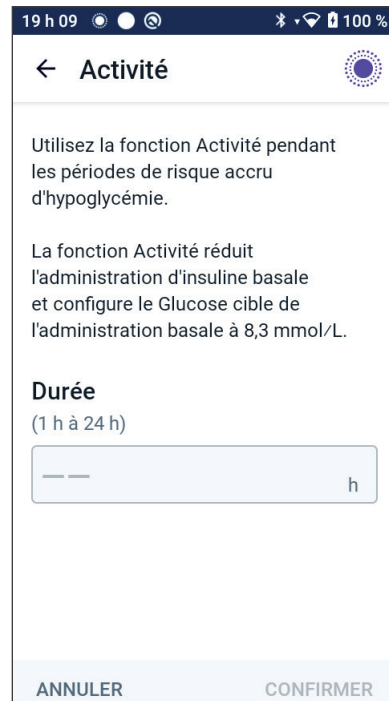 19 h 09 100 %
Activité
Utilisez la fonction Activité pendant
les périodes de risque accru
d'hypoglycémie.
La fonction Activité réduit
l'administration d'insuline basale
et configure le Glucose cible de
l'administration basale à 8,3 mmol/L.
Durée
(1 h à 24 h)
— — h
ANNULER CONFIRMER